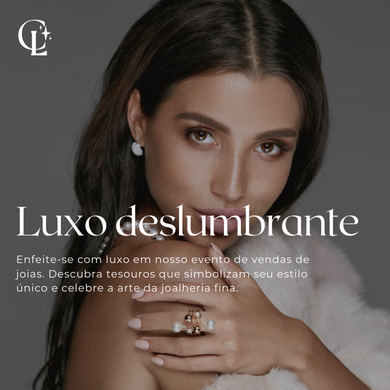 CL
Luxo deslumbrante
Enfeite-se com luxo em nosso evento de vendas de
joias. Descubra tesouros que simbolizam seu estilo
único e celebre a arte da joalheria fina.